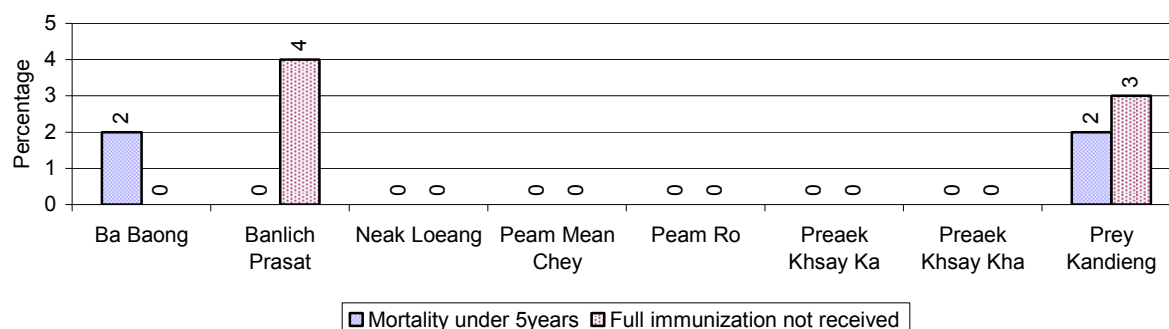 Percentage
5
4
3
2
1
0
2
0
0
4
0
0
0
0
0
0
0
0
0
0
2
3
Ba Baong
Banlich
Prasat
Neak Loeang
Peam Mean
Chey
Peam Ro
Preaek
Khsay Ka
Preaek
Khsay Kha
Prey
Kandieng
Mortality under 5years
Full immunization not received